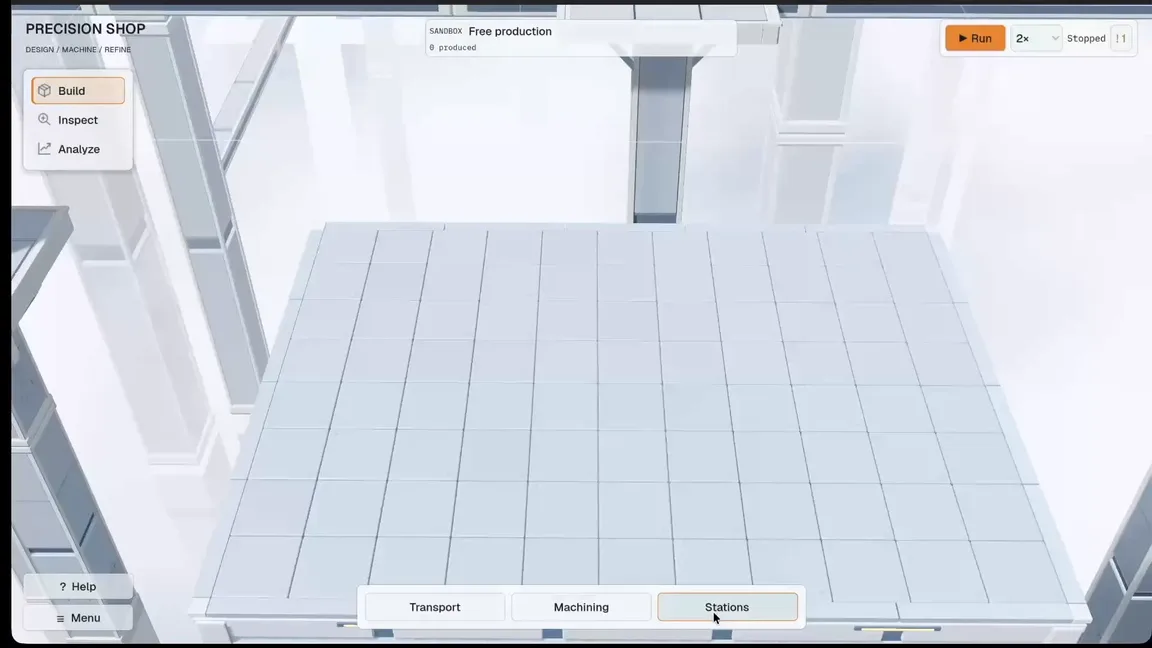 PRECISION SHOP
DESIGN / MACHINE / REFINE
SANDBOX Free production
0 produced
Run
2×
Stopped
!1
Build
Inspect
Analyze
? Help
≡ Menu
Transport
Machining
Stations